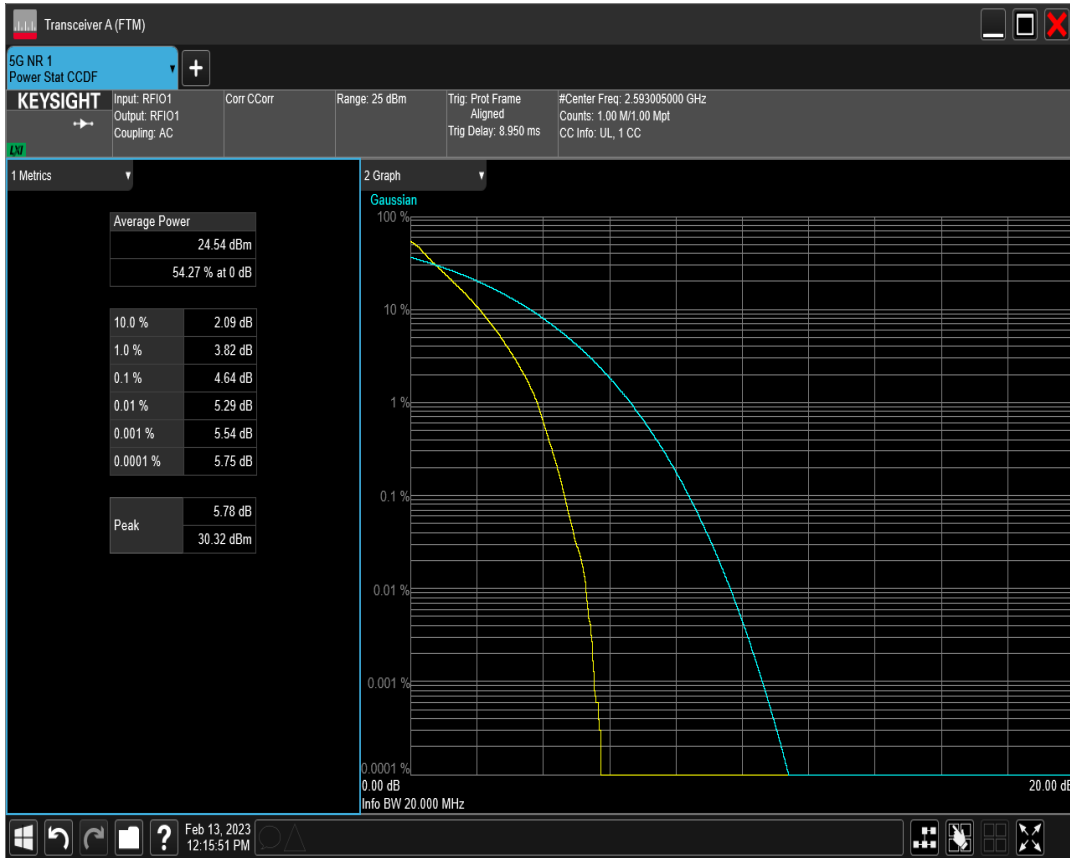 Transceiver A (FTM)
5G NR 1
Power Stat CCDF
+
KEYSIGHT
LXI
Input: RFIO1
Output: RFIO1
Coupling: AC
Corr CCorr
Range: 25 dBm
Trig: Prot Frame
Aligned
Trig Delay: 8.950 ms
#Center Freq: 2.593005000 GHz
Counts: 1.00 M/1.00 Mpt
CC Info: UL, 1 CC
1 Metrics
Average Power
24.54 dBm
54.27 % at 0 dB
10.0 % 2.09 dB
1.0 % 3.82 dB
0.1 % 4.64 dB
0.01 % 5.29 dB
0.001 % 5.54 dB
0.0001 % 5.75 dB
Peak 5.78 dB
30.32 dBm
2 Graph
Gaussian
100 %
10 %
1 %
0.1 %
0.01 %
0.001 %
0.0001 %
0.00 dB 20.00 dB
Info BW 20.000 MHz
? Feb 13, 2023
12:15:51 PM